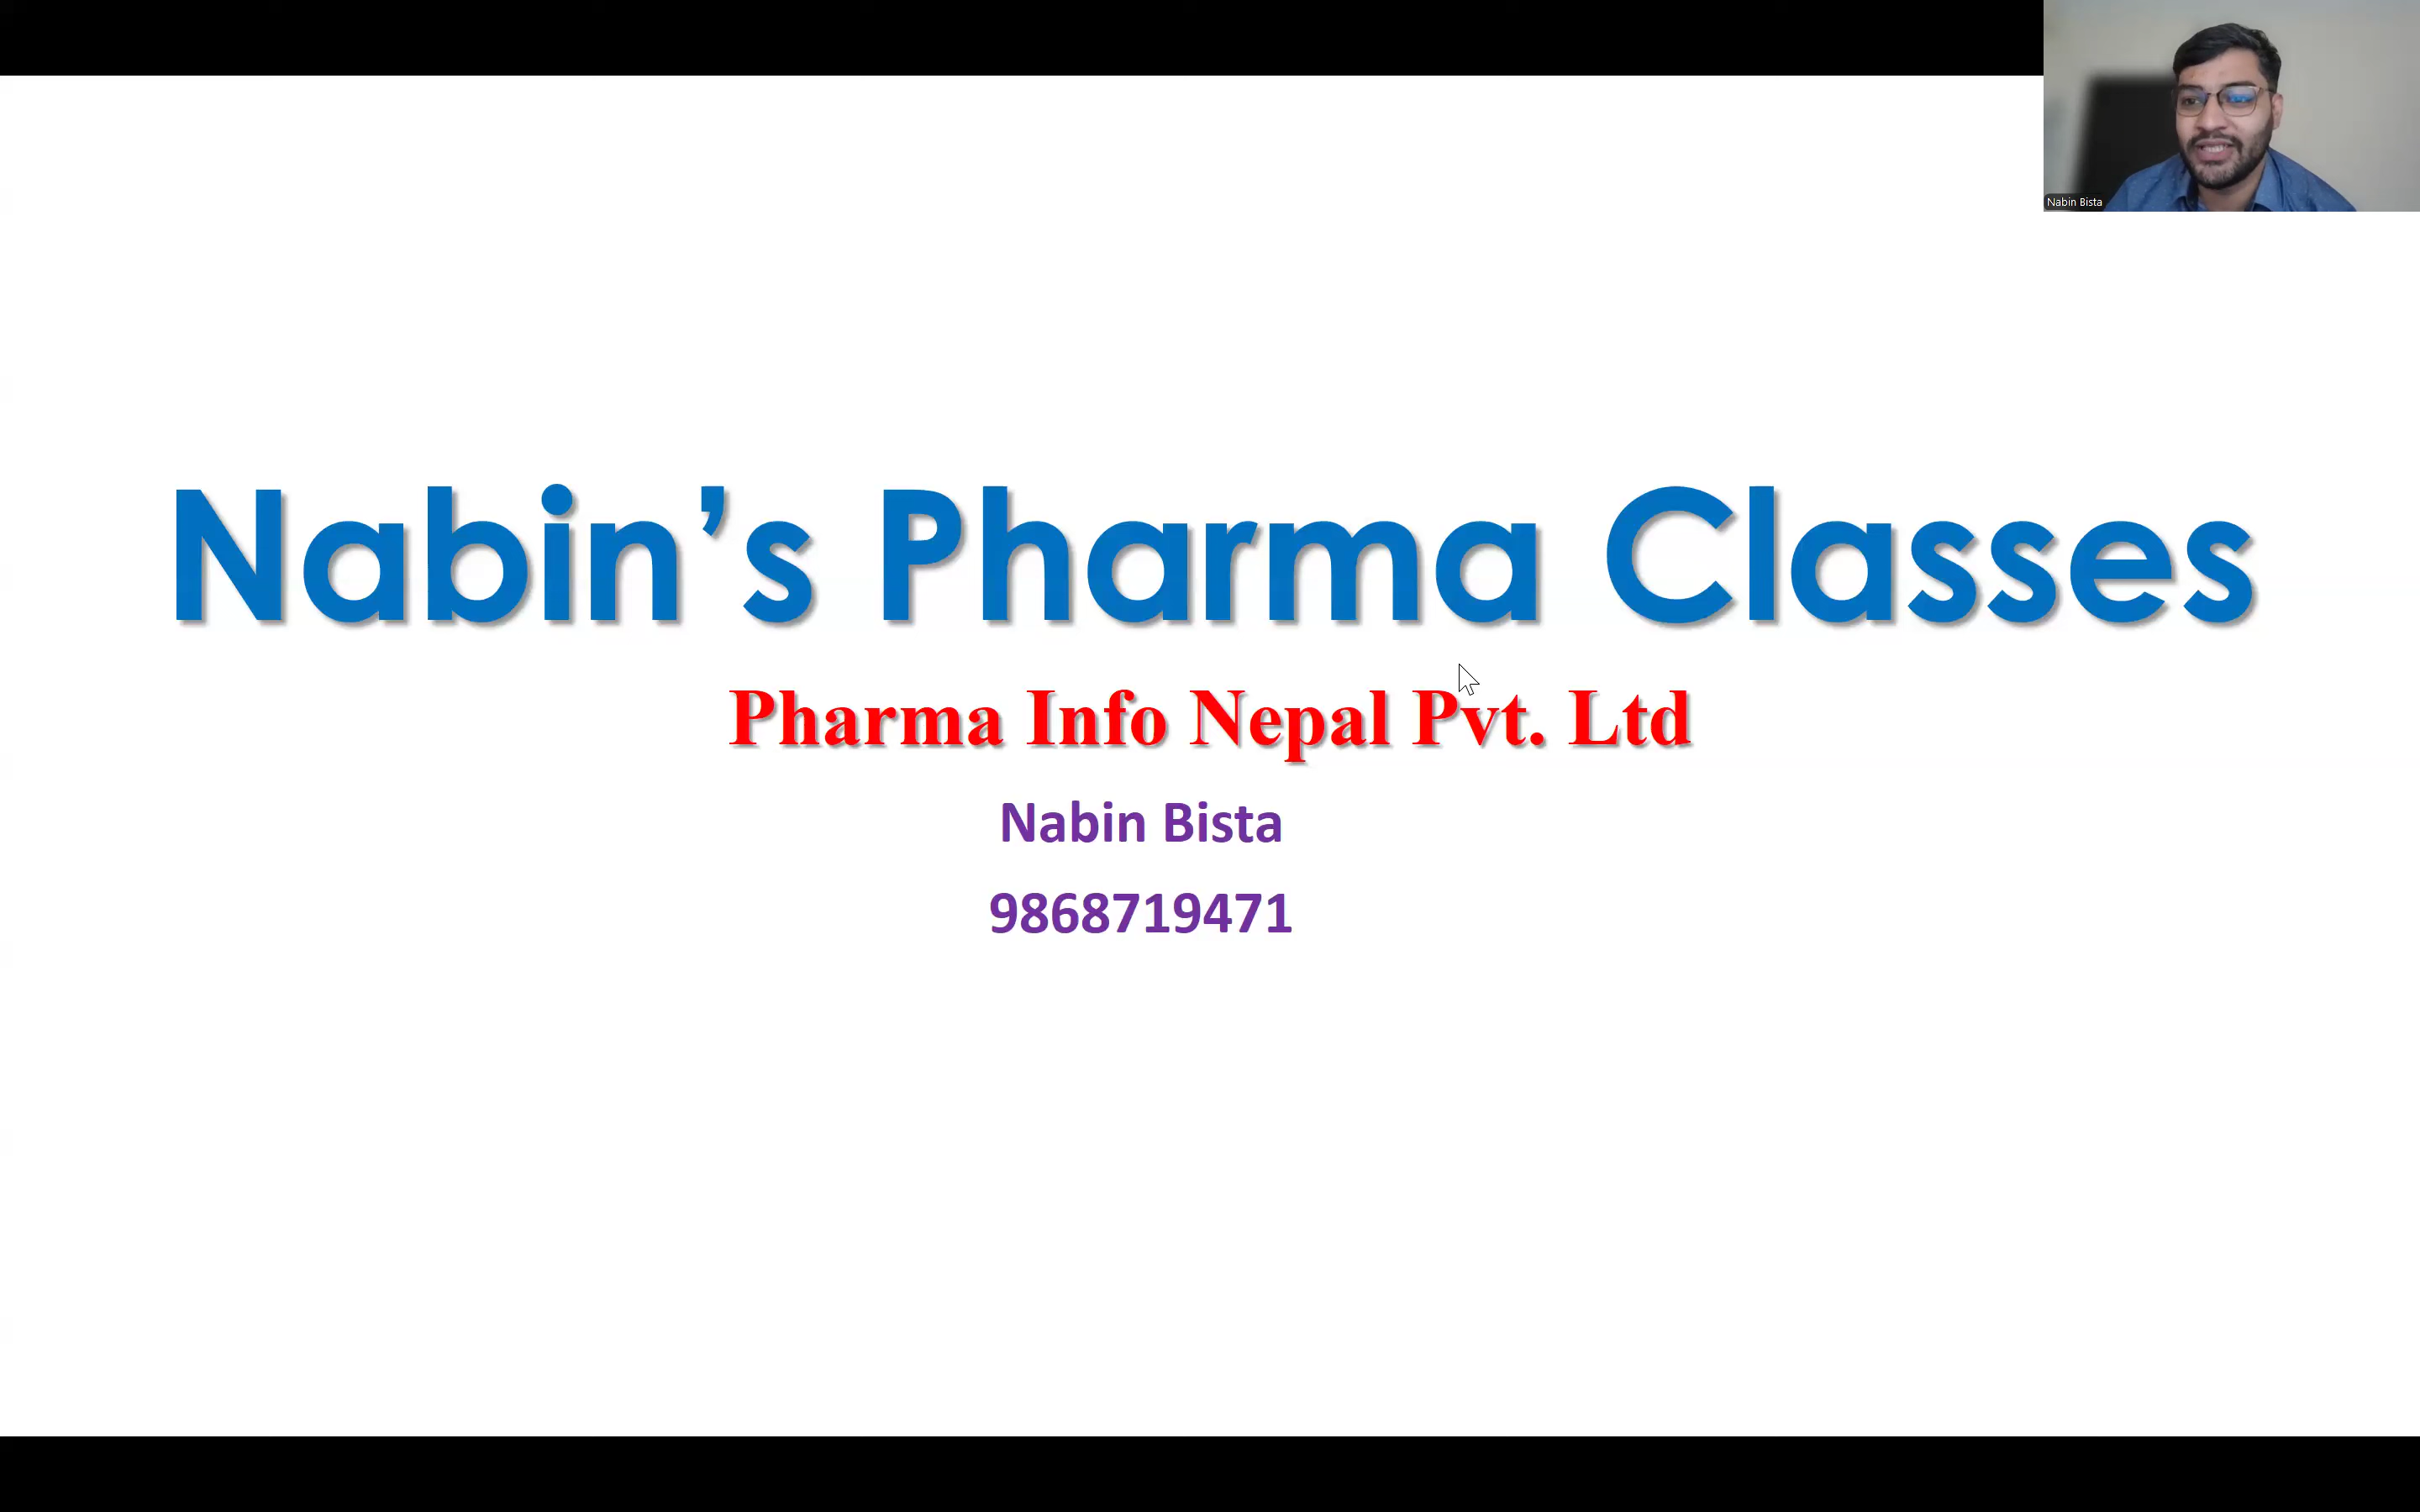 Nabin Bista
Nabin’s Pharma Classes
Pharma Info Nepal Pvt. Ltd
Nabin Bista
9868719471